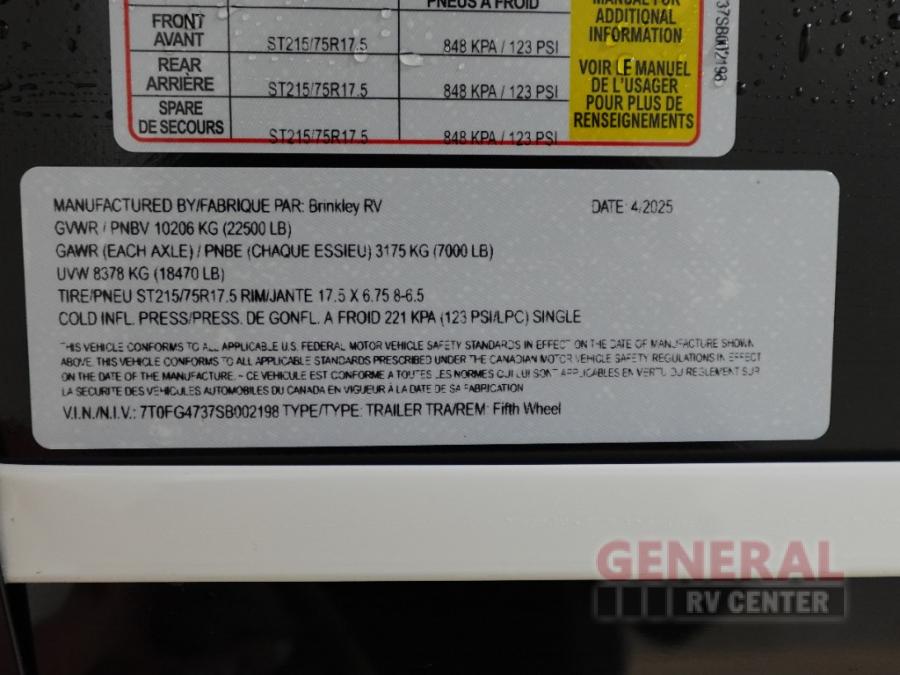 PNEUS A FROID
MANUAL FOR
ADDITIONAL
INFORMATION
FRONT
AVANT
ST215/75R17.5 848 KPA / 123 PSI
REAR
ARRIÈRE
ST215/75R17.5 848 KPA / 123 PSI
SPARE
DE SECOURS
ST215/75R17.5 848 KPA / 123 PSI
VOIR LE MANUEL
DE L'USAGER
POUR PLUS DE
RENSEIGNEMENTS
37SB002198
MANUFACTURED BY/FABRIQUE PAR: Brinkley RV DATE: 4/2025
GVWR / PNBV 10206 KG (22500 LB)
GAWR (EACH AXLE) / PNBE (CHAQUE ESSIEU) 3175 KG (7000 LB)
UVW 8378 KG (18470 LB)
TIRE/PNEU ST215/75R17.5 RIM/JANTE 17.5 X 6.75 8-6.5
COLD INFL. PRESS/PRESS. DE GONFL. A FROID 221 KPA (123 PSI/LPC) SINGLE
THIS VEHICLE CONFORMS TO ALL APPLICABLE U.S. FEDERAL MOTOR VEHICLE SAFETY STANDARDS IN EFFECT ON THE DATE OF MANUFACTURE SHOWN
ABOVE. THIS VEHICLE CONFORMS TO ALL APPLICABLE STANDARDS PRESCRIBED UNDER THE CANADIAN MOTOR VEHICLE SAFETY REGULATIONS IN EFFECT
ON THE DATE OF THE MANUFACTURE. - CE VEHICULE EST CONFORME A TOUTES LES NORMES QUI LUI SONT APPLICABLES EN VERTU DU REGLEMENT SUR
LA SECURITE DES VEHICULES AUTOMOBILES DU CANADA EN VIGUEUR À LA DATE DE SA FABRICATION
V.I.N./N.I.V.: 7T0FG4737SB002198 TYPE/TYPE: TRAILER TRA/REM: Fifth Wheel
GENERAL
RV CENTER